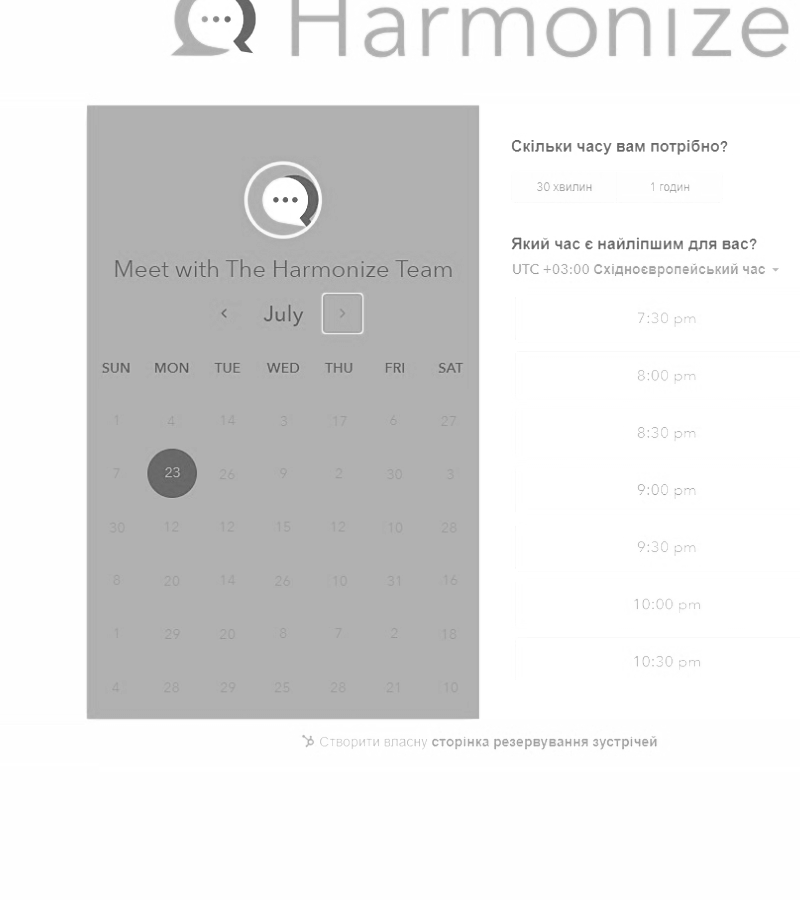 Harmonize
Meet with The Harmonize Team
July
SUN MON TUE WED THU FRI SAT
1 4 14 3 17 6 27
7 23 26 9 2 30 3
30 12 12 15 12 10 28
8 20 14 26 10 31 16
1 29 20 8 7 2 18
4 28 29 25 28 21 10
Скільки часу вам потрібно?
30 хвилин 1 годин
Який час є найліпшим для вас?
UTC +03:00 Східноєвропейський час
7:30 pm
8:00 pm
8:30 pm
9:00 pm
9:30 pm
10:00 pm
10:30 pm
Створити власну сторінка резервування зустрічей